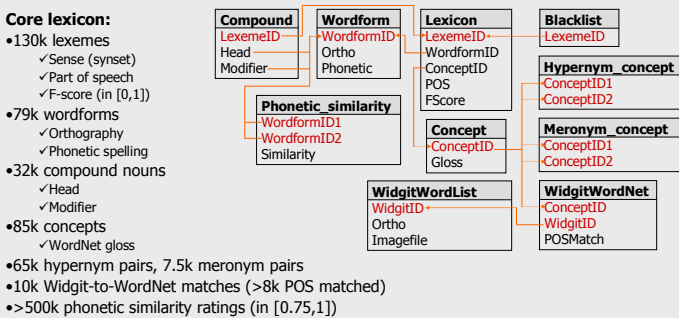 Core lexicon:
•130k lexemes
✓Sense (synset)
✓Part of speech
✓F-score (in [0,1])
•79k wordforms
✓Orthography
✓Phonetic spelling
•32k compound nouns
✓Head
✓Modifier
•85k concepts
✓WordNet gloss
•65k hypernym pairs, 7.5k meronym pairs
•10k Widgit-to-WordNet matches (>8k POS matched)
•>500k phonetic similarity ratings (in [0.75,1])
Compound
LexemeID
Head
Modifier
Wordform
WordformID
Ortho
Phonetic
Lexicon
LexemeID
WordformID
ConceptID
POS
FScore
Blacklist
LexemeID
Hypernym_concept
ConceptID1
ConceptID2
Phonetic_similarity
WordformID1
WordformID2
Similarity
Concept
ConceptID
Gloss
Meronym_concept
ConceptID1
ConceptID2
WidgitWordList
WidgitID
Ortho
Imagefile
WidgitWordNet
ConceptID
WidgitID
POSMatch